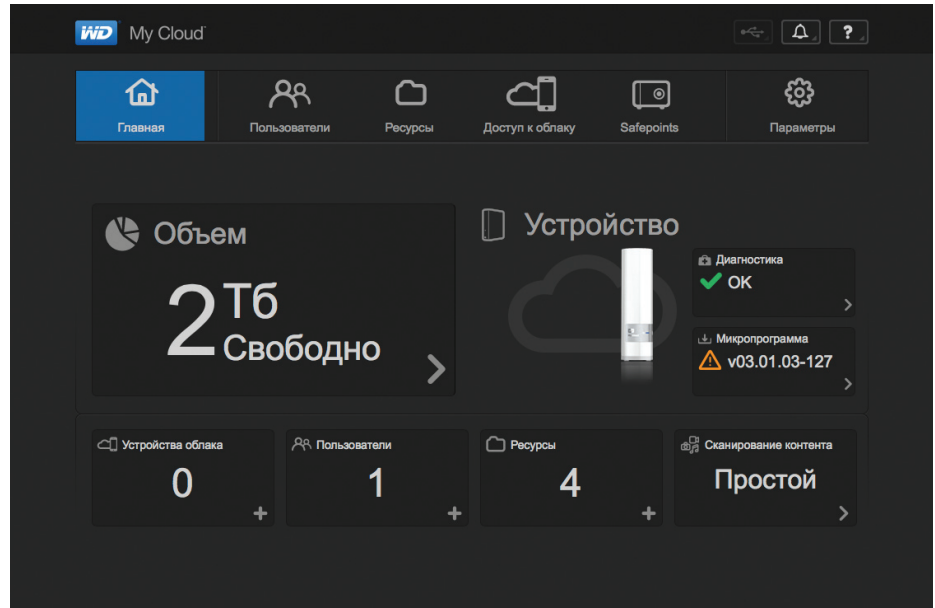 WD My Cloud
?
Главная
Пользователи
Ресурсы
Доступ к облаку
Safepoints
Параметры
Объем
2 Тб
Свободно
Устройство
Диагностика
OK
Микропрограмма
v03.01.03-127
Устройства облака
0
Пользователи
1
Ресурсы
4
Сканирование контента
Простой